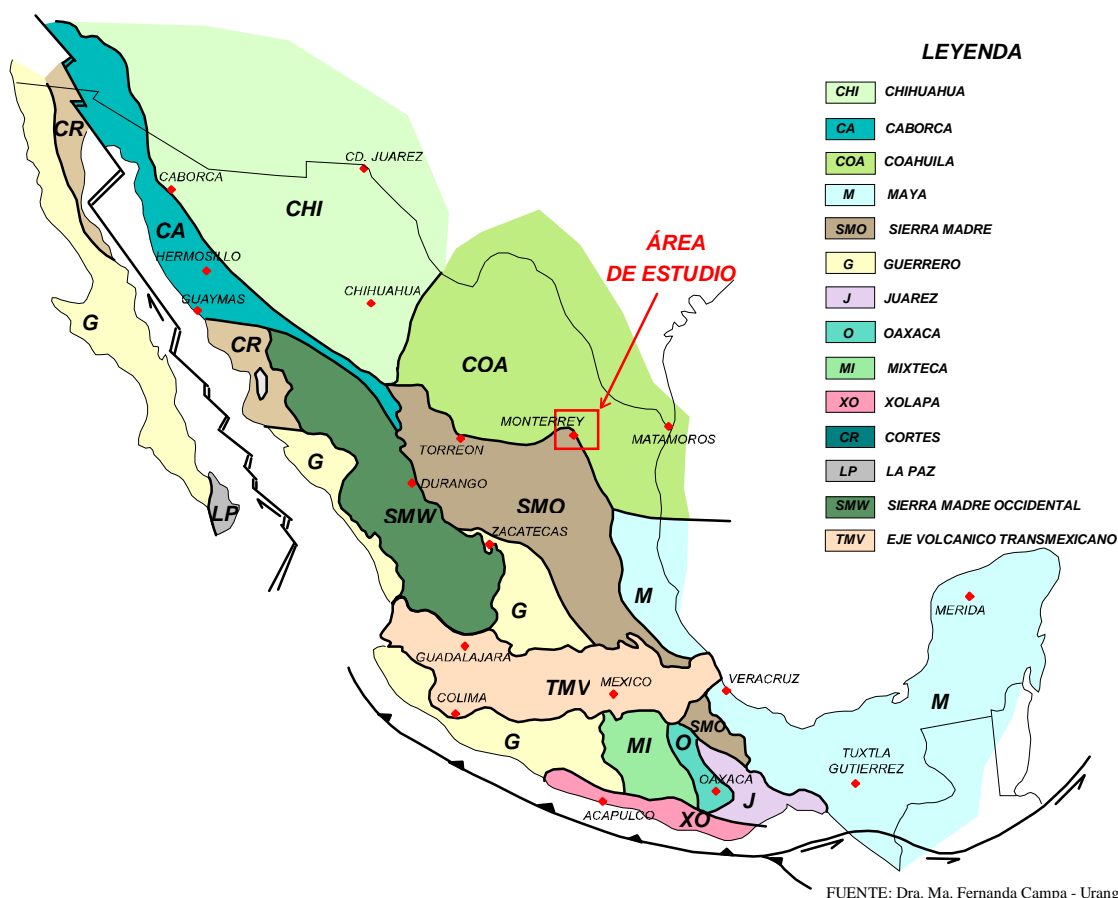 LEYENDA
CHI CHIHUAHUA
CA CABORCA
COA COAHUILA
M MAYA
SMO SIERRA MADRE
G GUERRERO
J JUAREZ
O OAXACA
MI MIXTECA
XO XOLAPA
CR CORTES
LP LA PAZ
SMW SIERRA MADRE OCCIDENTAL
TMV EJE VOLCANICO TRANSMEXICANO
CR
CD. JUAREZ
CABORCA
CHI
CA
ÁREA
DE ESTUDIO
HERMOSILLO
CHIHUAHUA
GUAYMAS
G
CR
COA
MONTERREY
MATAMOROS
TORREON
G
DURANGO
SMO
LP
SMW
ZACATECAS
M
MERIDA
G
GUADALAJARA
TMV
MEXICO
VERACRUZ
COLIMA
M
SMO
G
MI
O
TUXTLA
GUTIERREZ
OAXACA
J
ACAPULCO
XO
FUENTE: Dra. Ma. Fernanda Campa - Urang